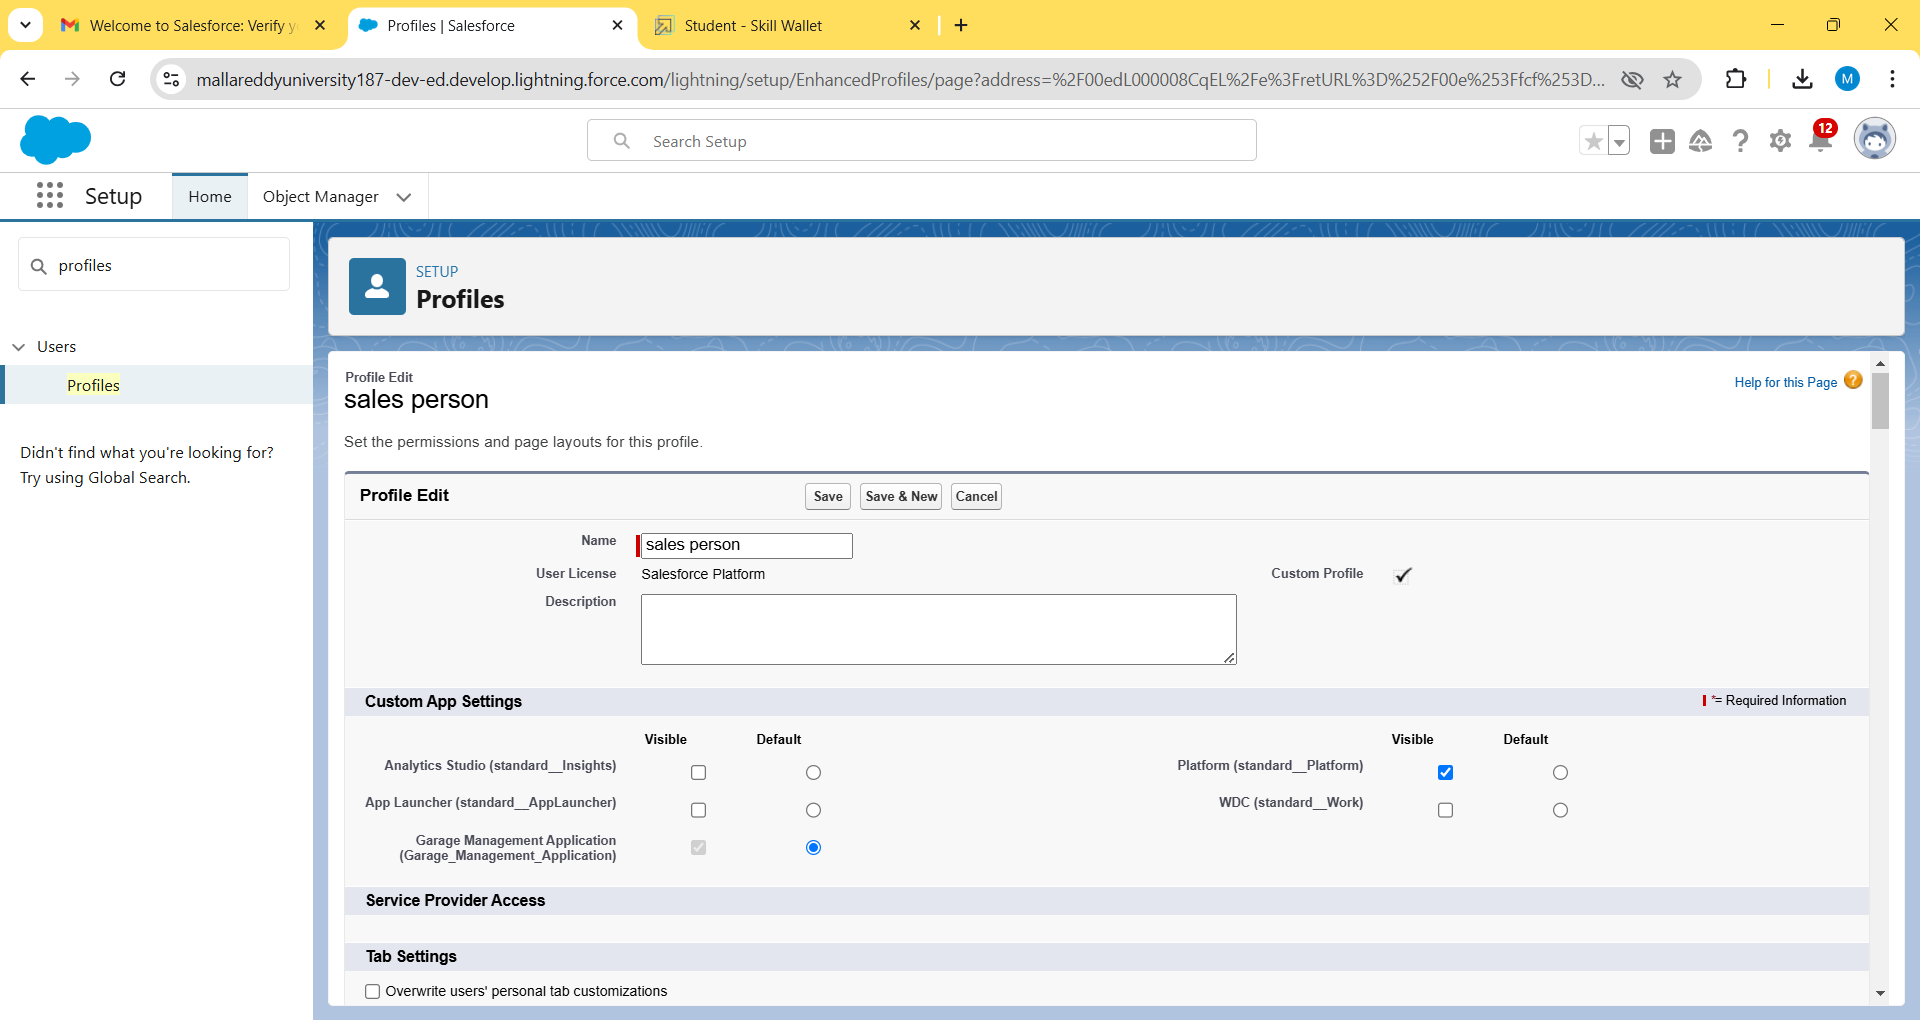 Welcome to Salesforce: Verify y
Profiles | Salesforce
Student - Skill Wallet
mallareddyuniversity187-dev-ed.develop.lightning.force.com/lightning/setup/EnhancedProfiles/page?address=%2F00edL000008CqEL%2Fe%3FretURL%3D%252F00e%253Ffcf%253D...
M
Search Setup
12
Setup
Home
Object Manager
profiles
Users
Profiles
Didn't find what you're looking for?
Try using Global Search.
SETUP
Profiles
Profile Edit
sales person
Help for this Page
Set the permissions and page layouts for this profile.
Profile Edit
Save
Save & New
Cancel
Name
sales person
User License
Salesforce Platform
Custom Profile
Description
Custom App Settings
*= Required Information
Visible
Default
Visible
Default
Analytics Studio (standard__Insights)
Platform (standard__Platform)
App Launcher (standard__AppLauncher)
WDC (standard__Work)
Garage Management Application
(Garage_Management_Application)
Service Provider Access
Tab Settings
Overwrite users' personal tab customizations